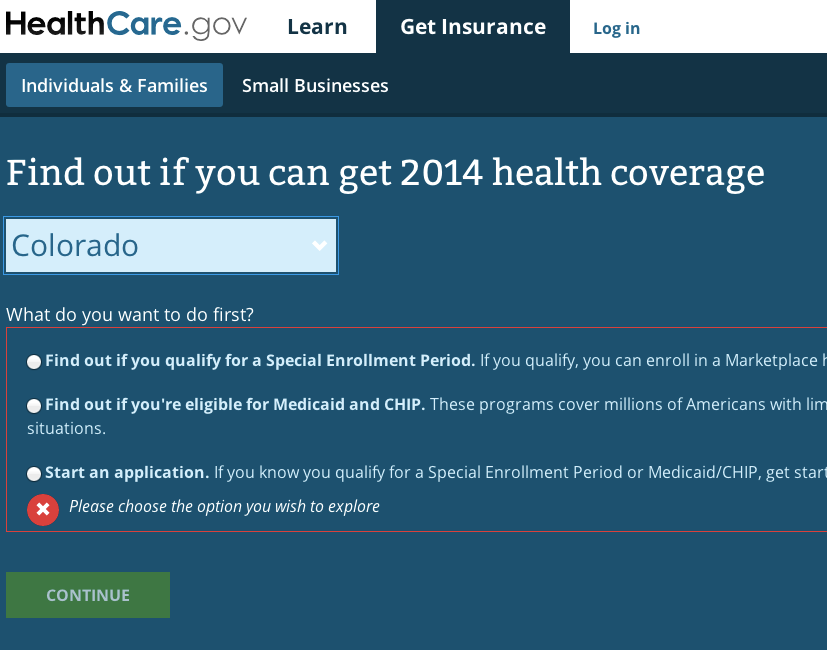 HealthCare.gov Learn Get Insurance Log in
Individuals & Families Small Businesses
Find out if you can get 2014 health coverage
Colorado
What do you want to do first?
Find out if you qualify for a Special Enrollment Period. If you qualify, you can enroll in a Marketplace
Find out if you're eligible for Medicaid and CHIP. These programs cover millions of Americans with
situations.
Start an application. If you know you qualify for a Special Enrollment Period or Medicaid/CHIP, get
Please choose the option you wish to explore
CONTINUE